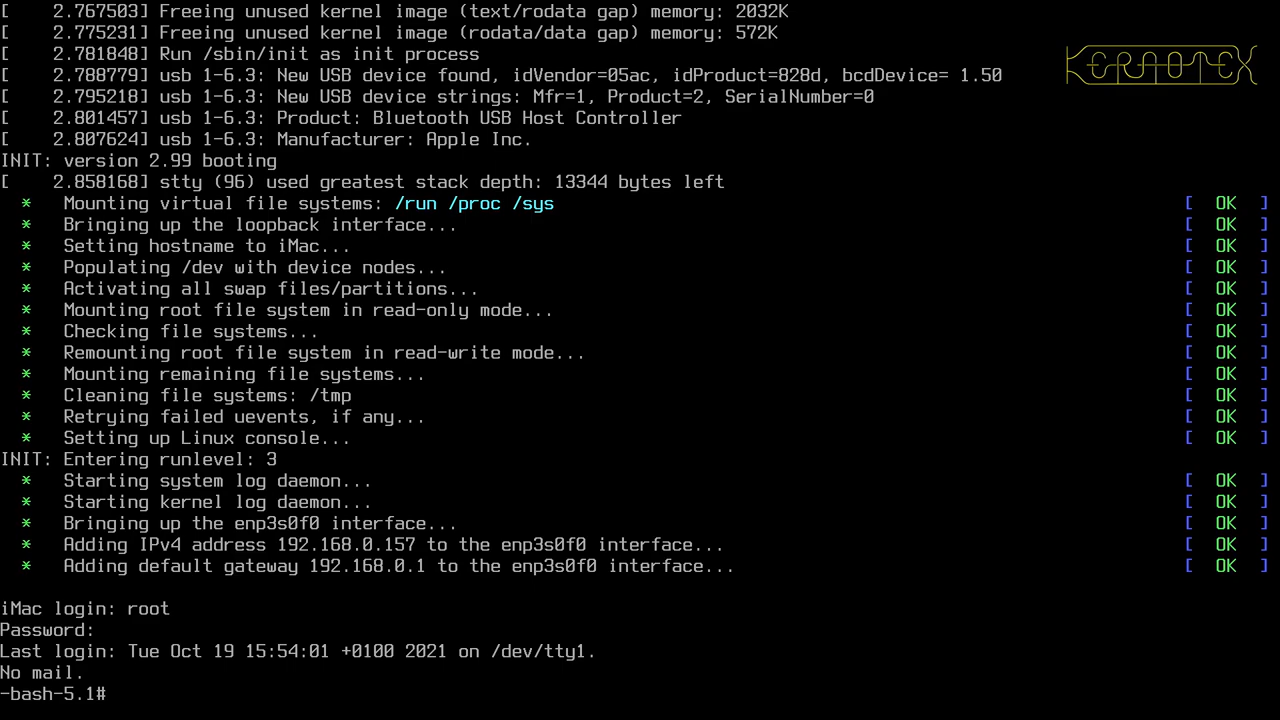 [    2.767503] Freeing unused kernel image (text/rodata gap) memory: 2032K
[    2.775231] Freeing unused kernel image (rodata/data gap) memory: 572K
[    2.781848] Run /sbin/init as init process
[    2.788779] usb 1-6.3: New USB device found, idVendor=05ac, idProduct=828d, bcdDevice= 1.50
[    2.795218] usb 1-6.3: New USB device strings: Mfr=1, Product=2, SerialNumber=0
[    2.801457] usb 1-6.3: Product: Bluetooth USB Host Controller
[    2.807624] usb 1-6.3: Manufacturer: Apple Inc.
INIT: version 2.99 booting
[    2.858168] stty (96) used greatest stack depth: 13344 bytes left
  *   Mounting virtual file systems: /run /proc /sys [  OK  ]
  *   Bringing up the loopback interface... [  OK  ]
  *   Setting hostname to iMac... [  OK  ]
  *   Populating /dev with device nodes... [  OK  ]
  *   Activating all swap files/partitions... [  OK  ]
  *   Mounting root file system in read-only mode... [  OK  ]
  *   Checking file systems... [  OK  ]
  *   Remounting root file system in read-write mode... [  OK  ]
  *   Mounting remaining file systems... [  OK  ]
  *   Cleaning file systems: /tmp [  OK  ]
  *   Retrying failed uevents, if any... [  OK  ]
  *   Setting up Linux console... [  OK  ]
INIT: Entering runlevel: 3
  *   Starting system log daemon... [  OK  ]
  *   Starting kernel log daemon... [  OK  ]
  *   Bringing up the enp3s0f0 interface... [  OK  ]
  *   Adding IPv4 address 192.168.0.157 to the enp3s0f0 interface... [  OK  ]
  *   Adding default gateway 192.168.0.1 to the enp3s0f0 interface... [  OK  ]
iMac login: root
Password:
Last login: Tue Oct 19 15:54:01 +0100 2021 on /dev/tty1.
No mail.
-bash-5.1#